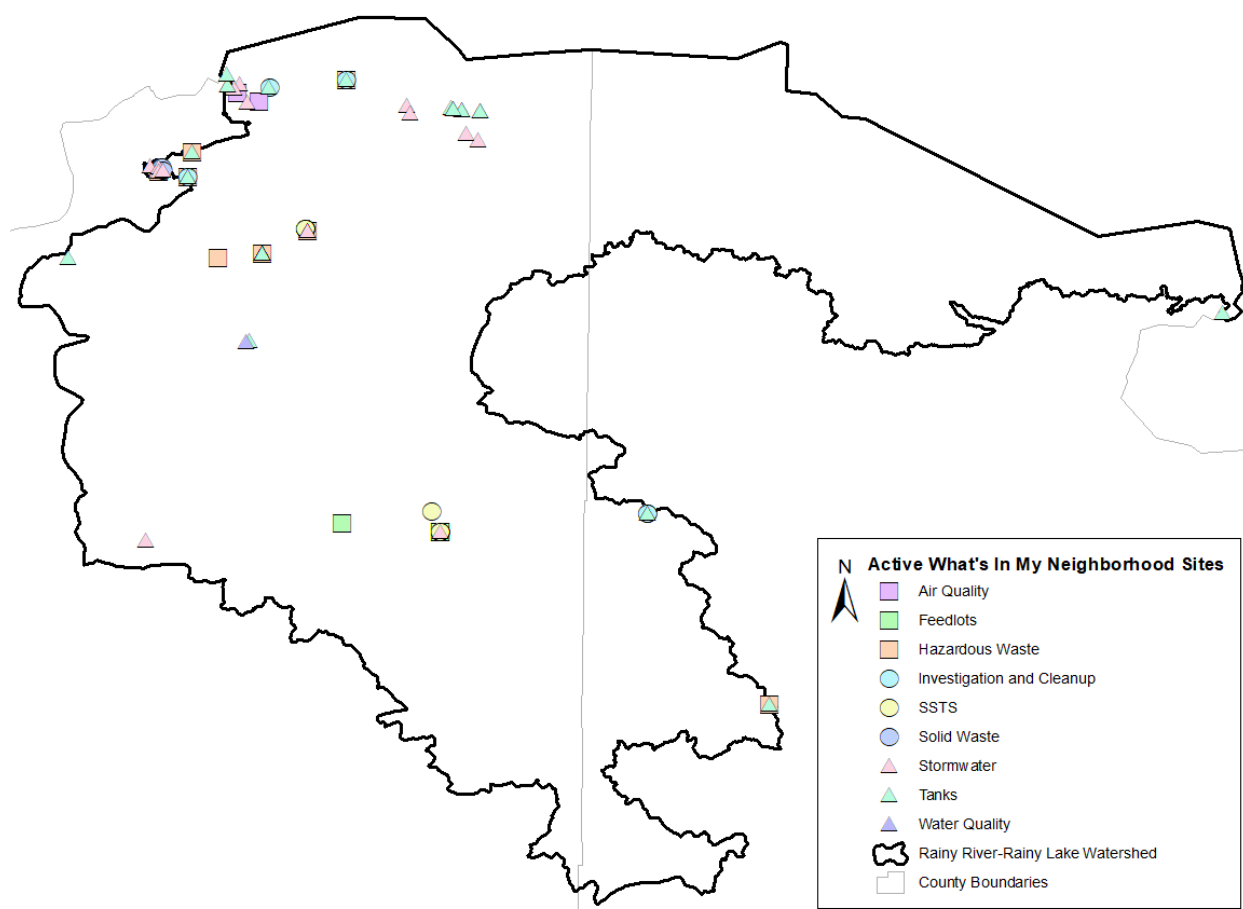 N
Active What's In My Neighborhood Sites
Air Quality
Feedlots
Hazardous Waste
Investigation and Cleanup
SSTS
Solid Waste
Stormwater
Tanks
Water Quality
Rainy River-Rainy Lake Watershed
County Boundaries